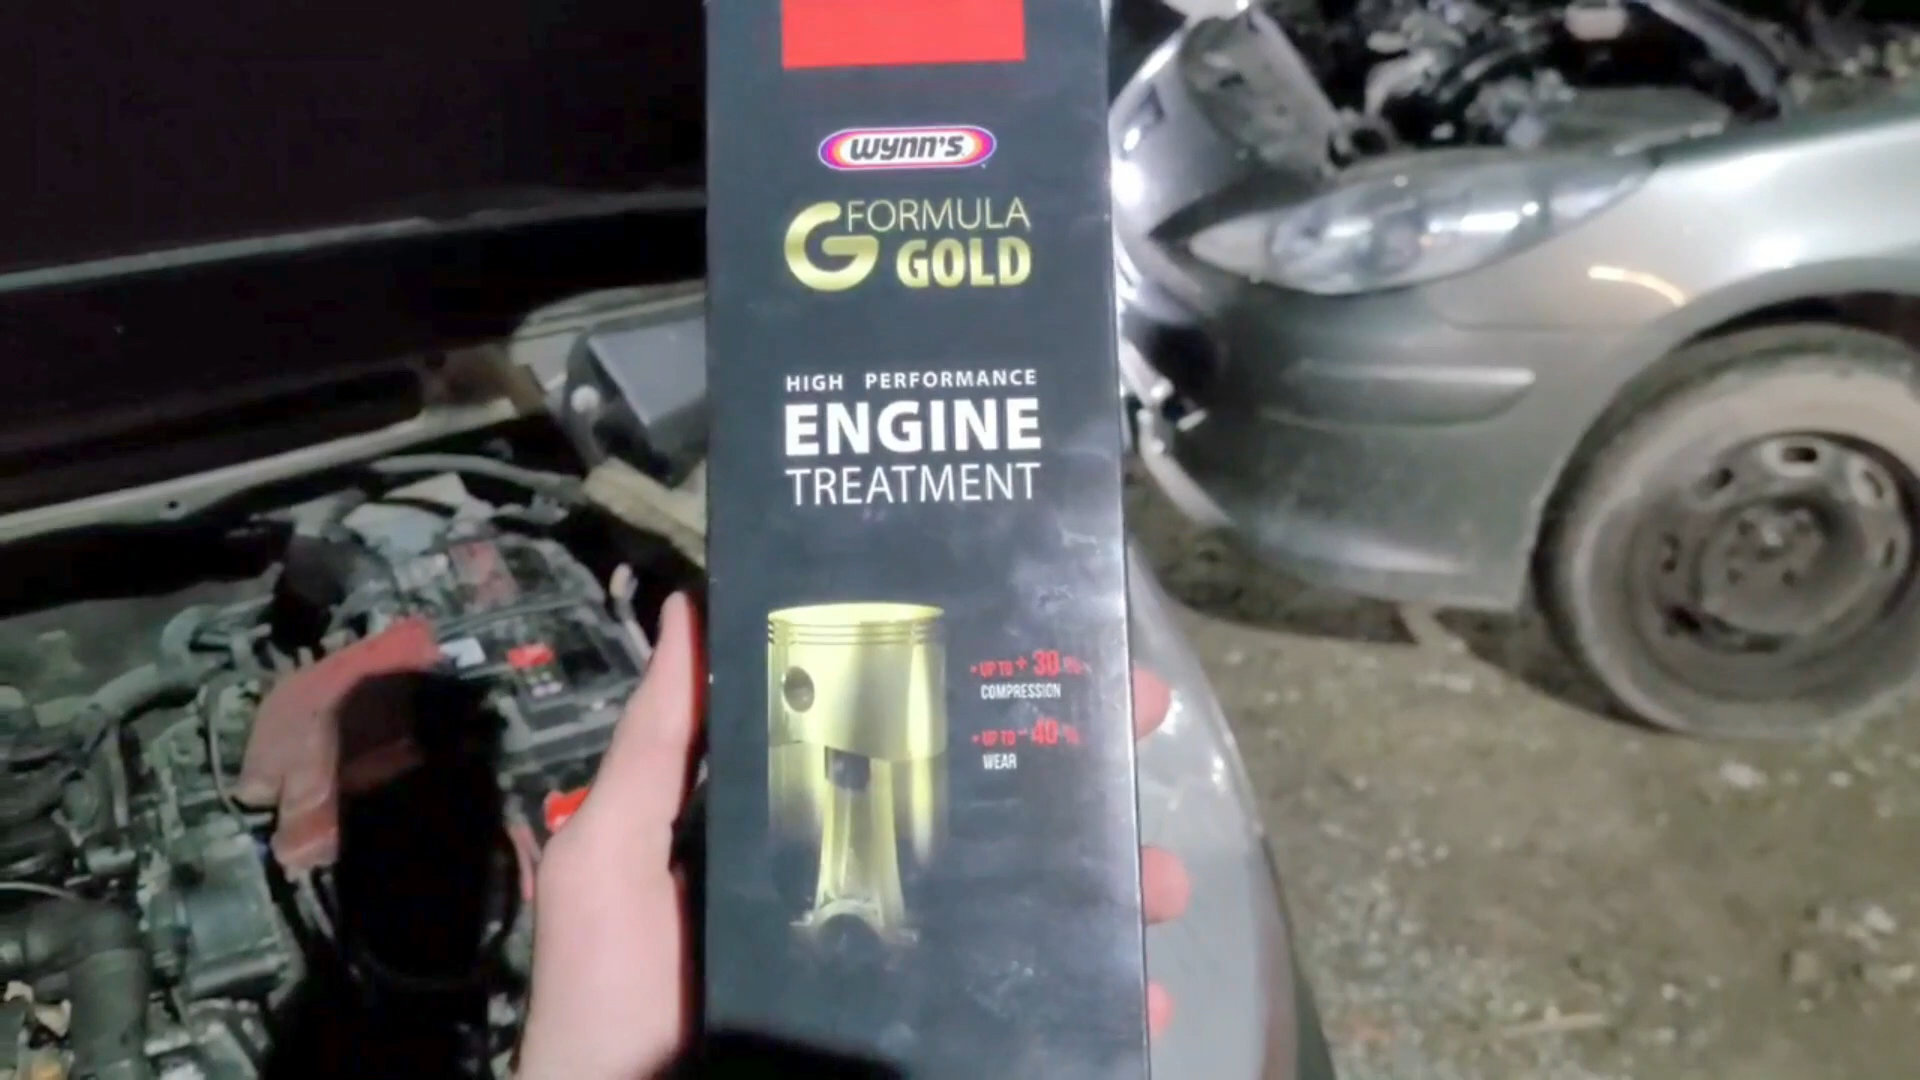 wynn's
G FORMULA
GOLD
HIGH PERFORMANCE
ENGINE
TREATMENT
• UP TO + 30 %
COMPRESSION
• UP TO - 40 %
WEAR